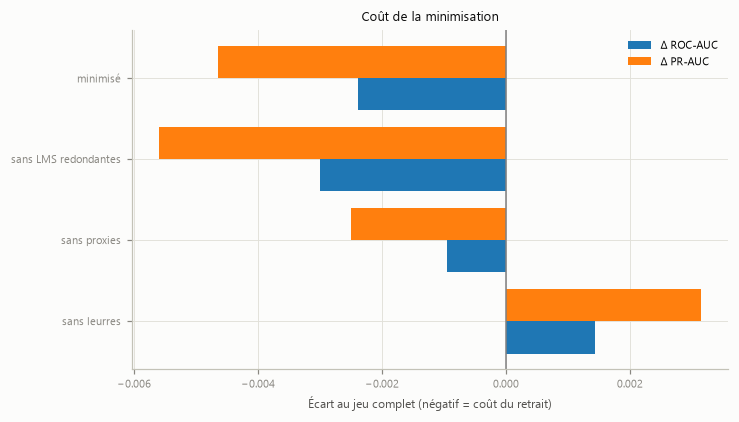 Coût de la minimisation
Δ ROC-AUC
Δ PR-AUC
minimisé
sans LMS redondantes
sans proxies
sans leurres
−0.006
−0.004
−0.002
0.000
0.002
Écart au jeu complet (négatif = coût du retrait)